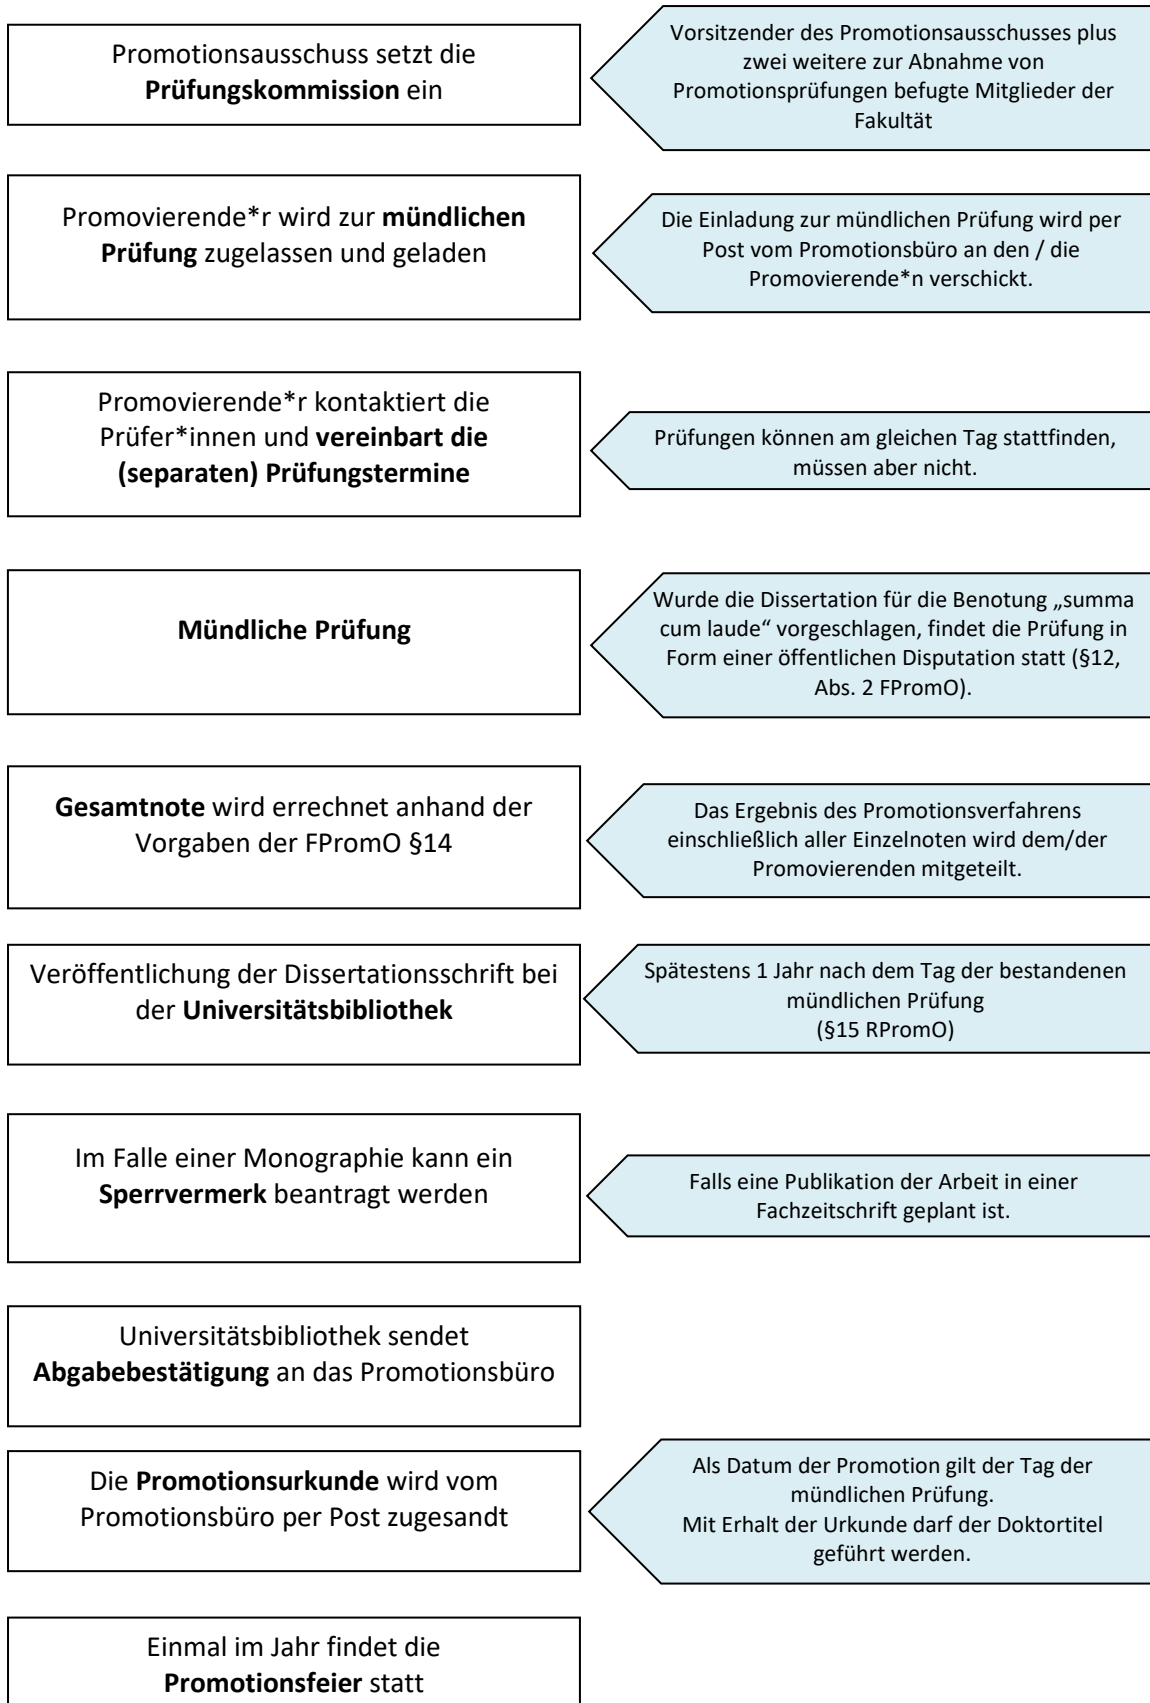 Promotionsausschuss setzt die
Prüfungskommission ein
Vorsitzender des Promotionsausschusses plus
zwei weitere zur Abnahme von
Promotionsprüfungen befugte Mitglieder der
Fakultät
Promovierende*r wird zur mündlichen
Prüfung zugelassen und geladen
Die Einladung zur mündlichen Prüfung wird per
Post vom Promotionsbüro an den / die
Promovierende*n verschickt.
Promovierende*r kontaktiert die
Prüfer*innen und vereinbart die
(separaten) Prüfungstermine
Prüfungen können am gleichen Tag stattfinden,
müssen aber nicht.
Mündliche Prüfung
Wurde die Dissertation für die Benotung „summa
cum laude“ vorgeschlagen, findet die Prüfung in
Form einer öffentlichen Disputation statt (§12,
Abs. 2 FPromO).
Gesamtnote wird errechnet anhand der
Vorgaben der FPromO §14
Das Ergebnis des Promotionsverfahrens
einschließlich aller Einzelnoten wird dem/der
Promovierenden mitgeteilt.
Veröffentlichung der Dissertationsschrift bei
der Universitätsbibliothek
Spätestens 1 Jahr nach dem Tag der bestandenen
mündlichen Prüfung
(§15 RPromO)
Im Falle einer Monographie kann ein
Sperrvermerk beantragt werden
Falls eine Publikation der Arbeit in einer
Fachzeitschrift geplant ist.
Universitätsbibliothek sendet
Abgabebestätigung an das Promotionsbüro
Die Promotionsurkunde wird vom
Promotionsbüro per Post zugesandt
Als Datum der Promotion gilt der Tag der
mündlichen Prüfung.
Mit Erhalt der Urkunde darf der Doktortitel
geführt werden.
Einmal im Jahr findet die
Promotionsfeier statt